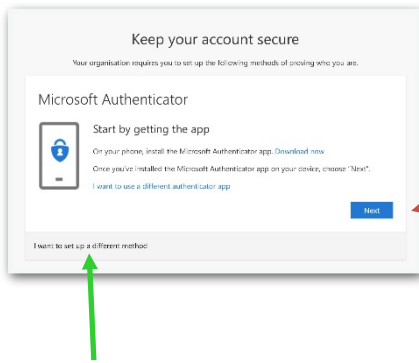 Keep your account secure
Your organisation requires you to set up the following methods of proving who you are.
Microsoft Authenticator
Start by getting the app
On your phone, install the Microsoft Authenticator app. Download now
Once you've installed the Microsoft Authenticator app on your device, choose "Next".
I want to use a different authenticator app
Next
I want to set up a different method